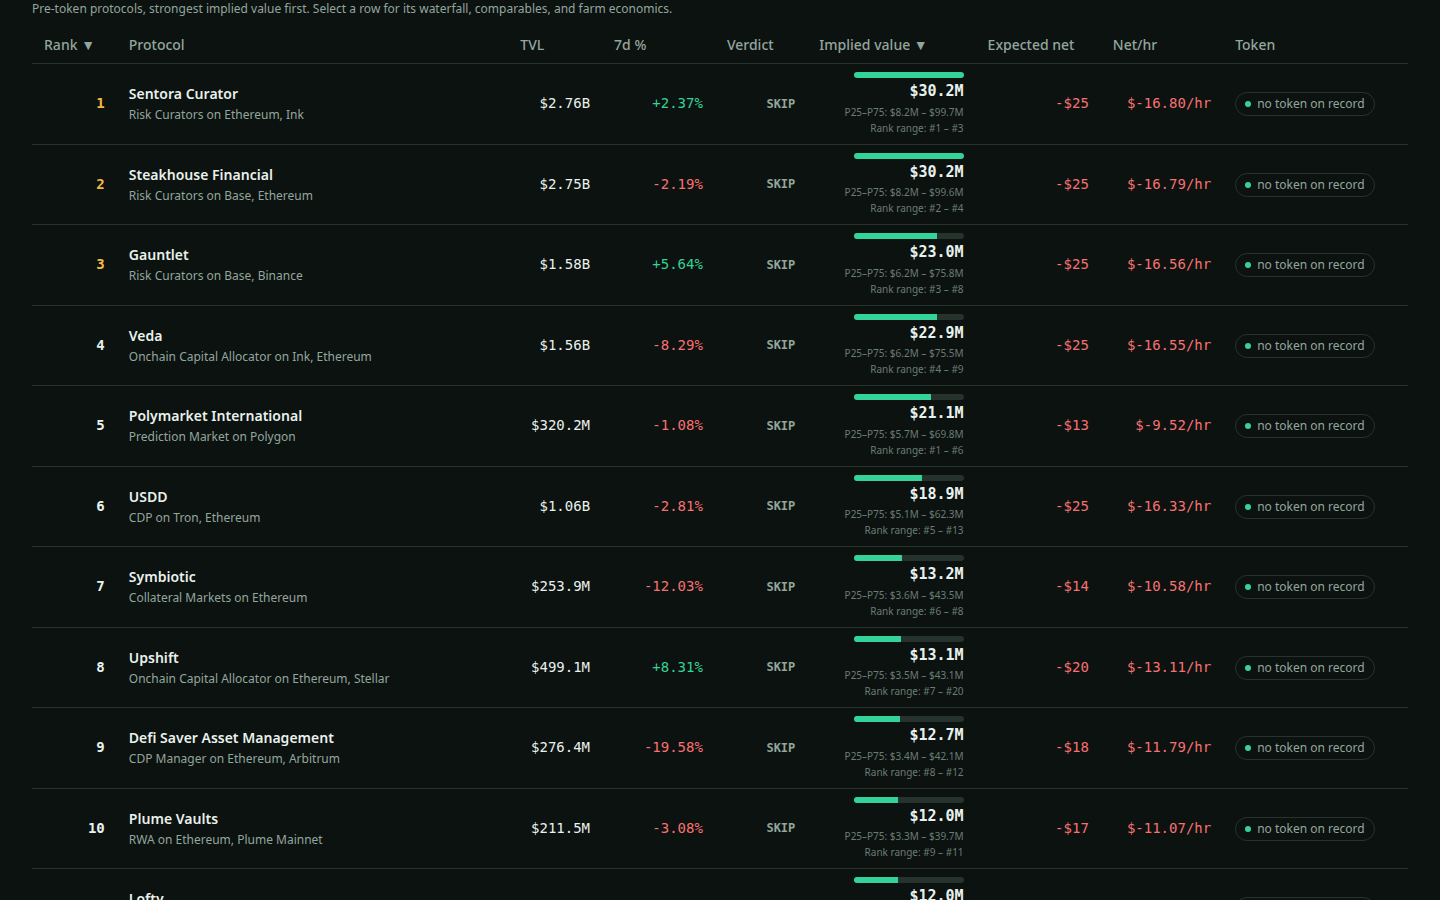 Pre-token protocols, strongest implied value first. Select a row for its waterfall, comparables, and farm economics.
Rank ▼ Protocol TVL 7d % Verdict Implied value ▼ Expected net Net/hr Token
1 Sentora Curator $2.76B +2.37% SKIP $30.2M -$25 $-16.80/hr no token on record
Risk Curators on Ethereum, Ink P25–P75: $8.2M – $99.7M
Rank range: #1 – #3
2 Steakhouse Financial $2.75B -2.19% SKIP $30.2M -$25 $-16.79/hr no token on record
Risk Curators on Base, Ethereum P25–P75: $8.2M – $99.6M
Rank range: #2 – #4
3 Gauntlet $1.58B +5.64% SKIP $23.0M -$25 $-16.56/hr no token on record
Risk Curators on Base, Binance P25–P75: $6.2M – $75.8M
Rank range: #3 – #8
4 Veda $1.56B -8.29% SKIP $22.9M -$25 $-16.55/hr no token on record
Onchain Capital Allocator on Ink, Ethereum P25–P75: $6.2M – $75.5M
Rank range: #4 – #9
5 Polymarket International $320.2M -1.08% SKIP $21.1M -$13 $-9.52/hr no token on record
Prediction Market on Polygon P25–P75: $5.7M – $69.8M
Rank range: #1 – #6
6 USDD $1.06B -2.81% SKIP $18.9M -$25 $-16.33/hr no token on record
CDP on Tron, Ethereum P25–P75: $5.1M – $62.3M
Rank range: #5 – #13
7 Symbiotic $253.9M -12.03% SKIP $13.2M -$14 $-10.58/hr no token on record
Collateral Markets on Ethereum P25–P75: $3.6M – $43.5M
Rank range: #6 – #8
8 Upshift $499.1M +8.31% SKIP $13.1M -$20 $-13.11/hr no token on record
Onchain Capital Allocator on Ethereum, Stellar P25–P75: $3.5M – $43.1M
Rank range: #7 – #20
9 Defi Saver Asset Management $276.4M -19.58% SKIP $12.7M -$18 $-11.79/hr no token on record
CDP Manager on Ethereum, Arbitrum P25–P75: $3.4M – $42.1M
Rank range: #8 – #12
10 Plume Vaults $211.5M -3.08% SKIP $12.0M -$17 $-11.07/hr no token on record
RWA on Ethereum, Plume Mainnet P25–P75: $3.3M – $39.7M
Rank range: #9 – #11
Lofty $12.0M